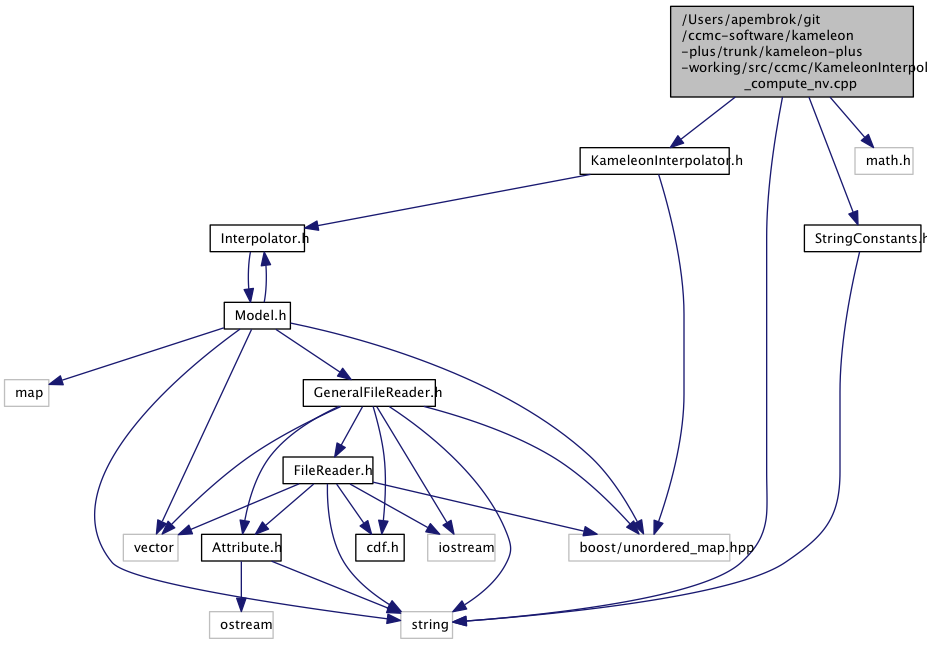 /Users/apembrok/git
/ccmc-software/kameleon
-plus/trunk/kameleon-plus
-working/src/ccmc/KameleonInterpol
_compute_nv.cpp
KameleonInterpolator.h
math.h
Interpolator.h
StringConstants.h
Model.h
map
GeneralFileReader.h
FileReader.h
vector
Attribute.h
cdf.h
iostream
boost/unordered_map.hpp
ostream
string